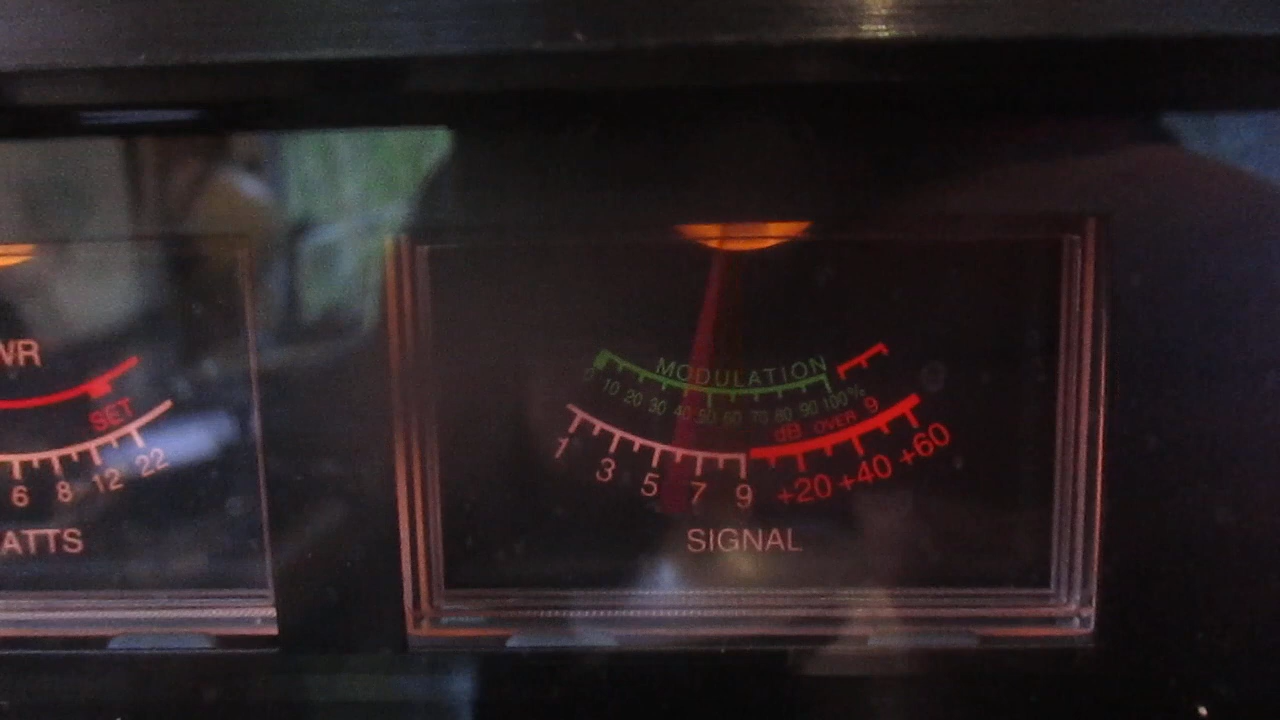 WR
SET
6 8 12 22
ATTS
MODULATION
0 10 20 30 40 50 60 70 80 90 100%
dB OVER 9
1 3 5 7 9 +20 +40 +60
SIGNAL